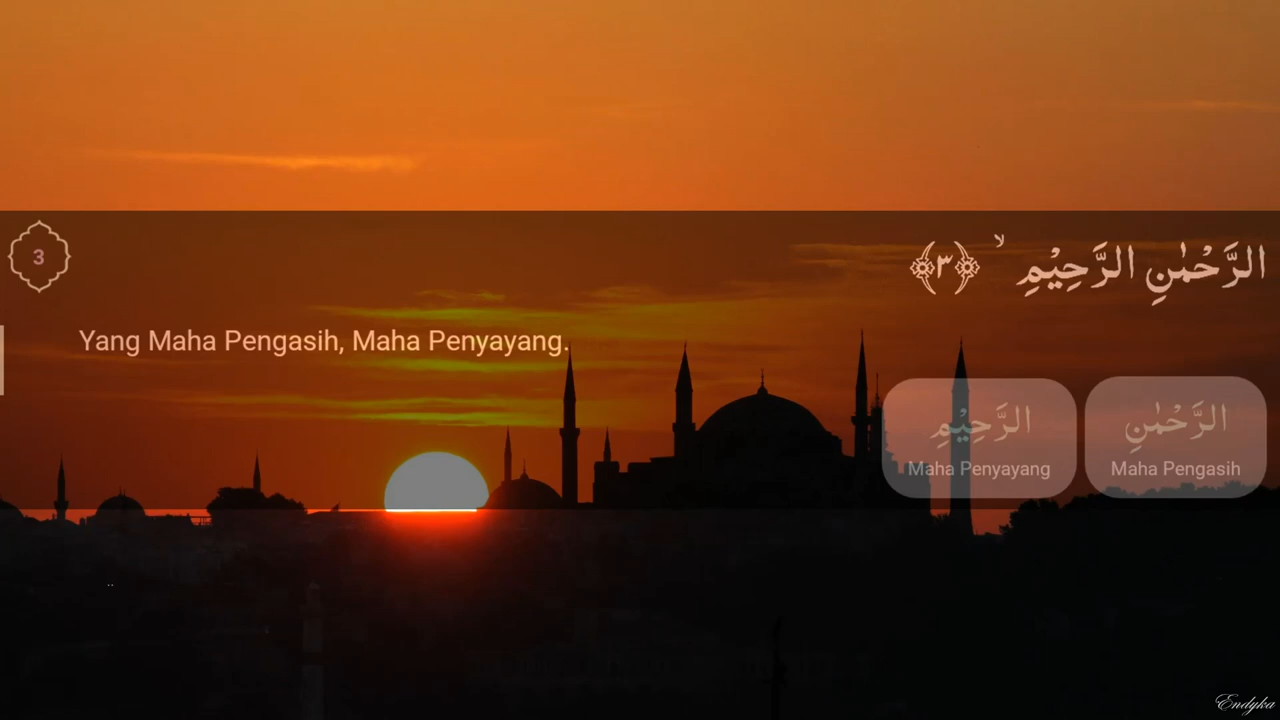 3
الرَّحْمٰنِ الرَّحِيْمِ ۙ ﴿٣﴾
Yang Maha Pengasih, Maha Penyayang.
الرَّحْمٰنِ
Maha Pengasih
الرَّحِيْمِ
Maha Penyayang
Endyka